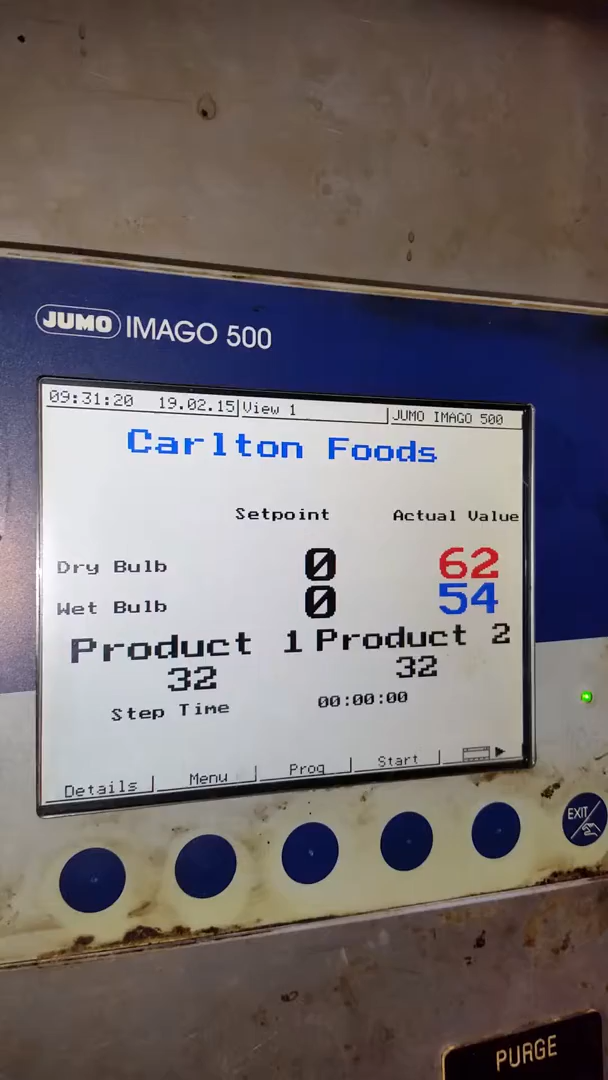 JUMO IMAGO 500
09:31:20 19.02.15 View 1 JUMO IMAGO 500
Carlton Foods
Setpoint Actual Value
Dry Bulb 0 62
Wet Bulb 0 54
Product 1 Product 2
32 32
Step Time 00:00:00
Details Menu Prog Start
EXIT
PURGE